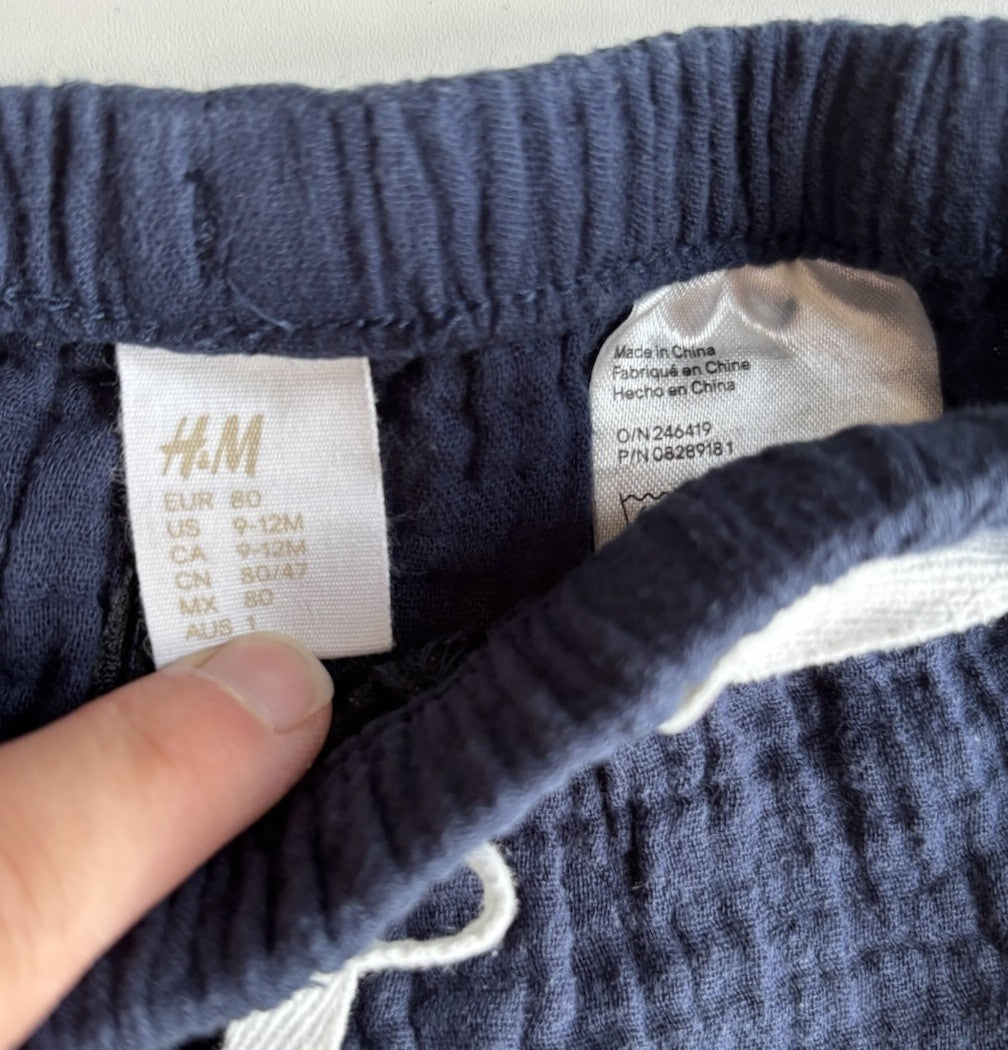 H&M
EUR 80
US 9-12M
CA 9-12M
CN 80/47
MX 80
AUS 1
Made in China
Fabriqué en Chine
Hecho en China
O/N 246419
P/N 08289181